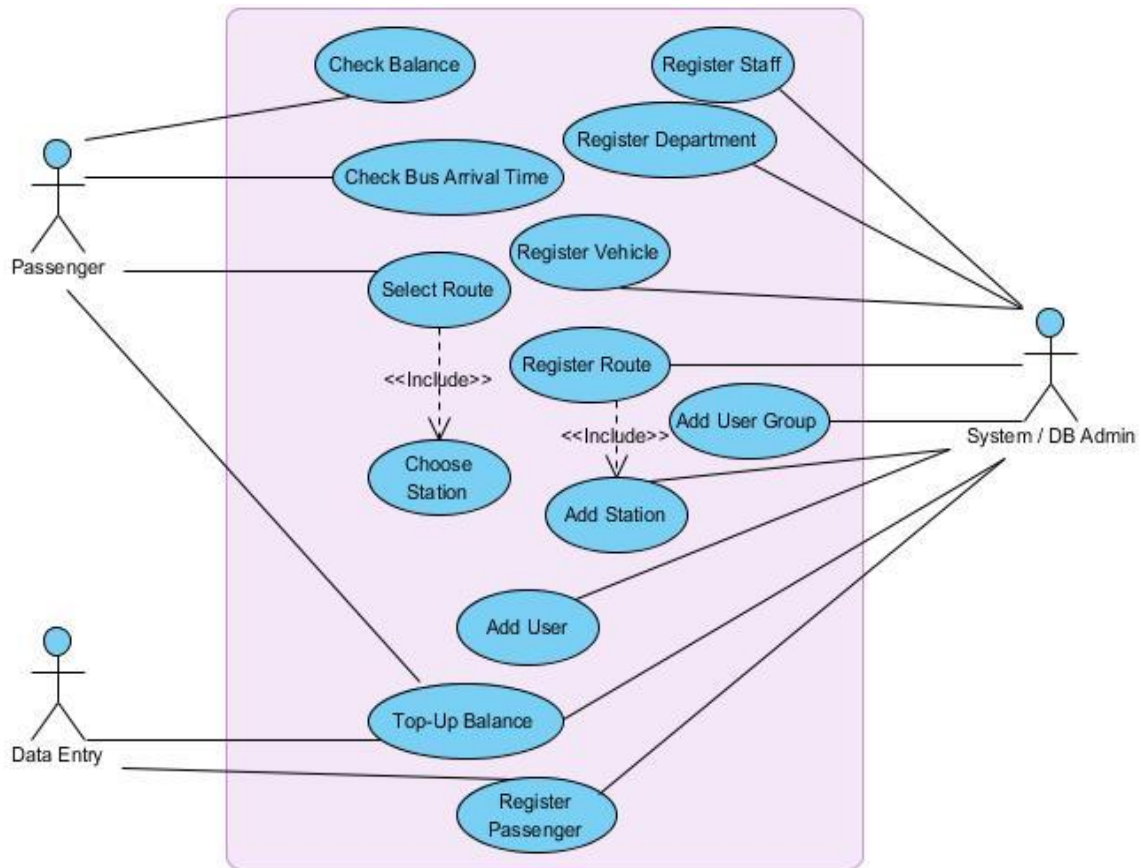 Check Balance
Register Staff
Register Department
Check Bus Arrival Time
Passenger
Register Vehicle
Select Route
Register Route
<<Include>>
Add User Group
<<Include>>
System / DB Admin
Choose
Station
Add Station
Add User
Top-Up Balance
Data Entry
Register
Passenger